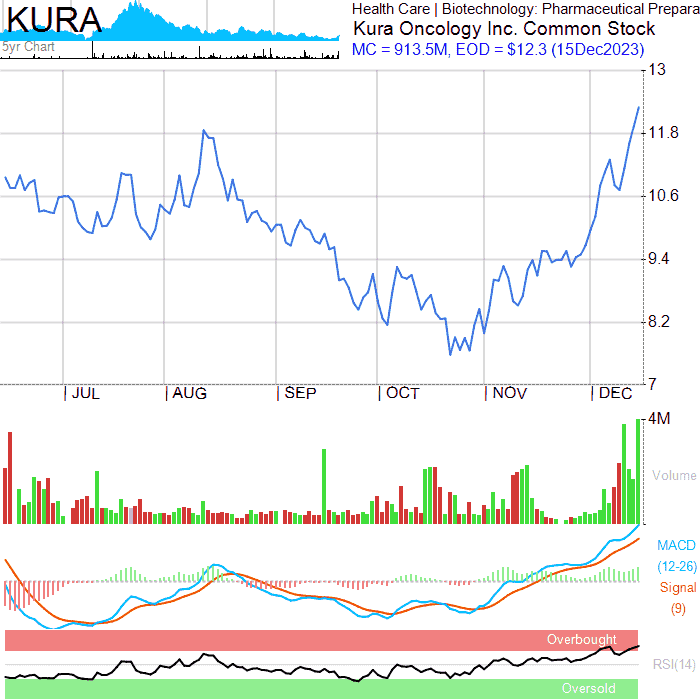 KURA
5yr Chart
Health Care | Biotechnology: Pharmaceutical Prepara
Kura Oncology Inc. Common Stock
MC = 913.5M, EOD = $12.3 (15Dec2023)
13
11.8
10.6
9.4
8.2
7
JUL AUG SEP OCT NOV DEC
4M
Volume
MACD
(12-26)
Signal
(9)
Overbought
RSI(14)
Oversold